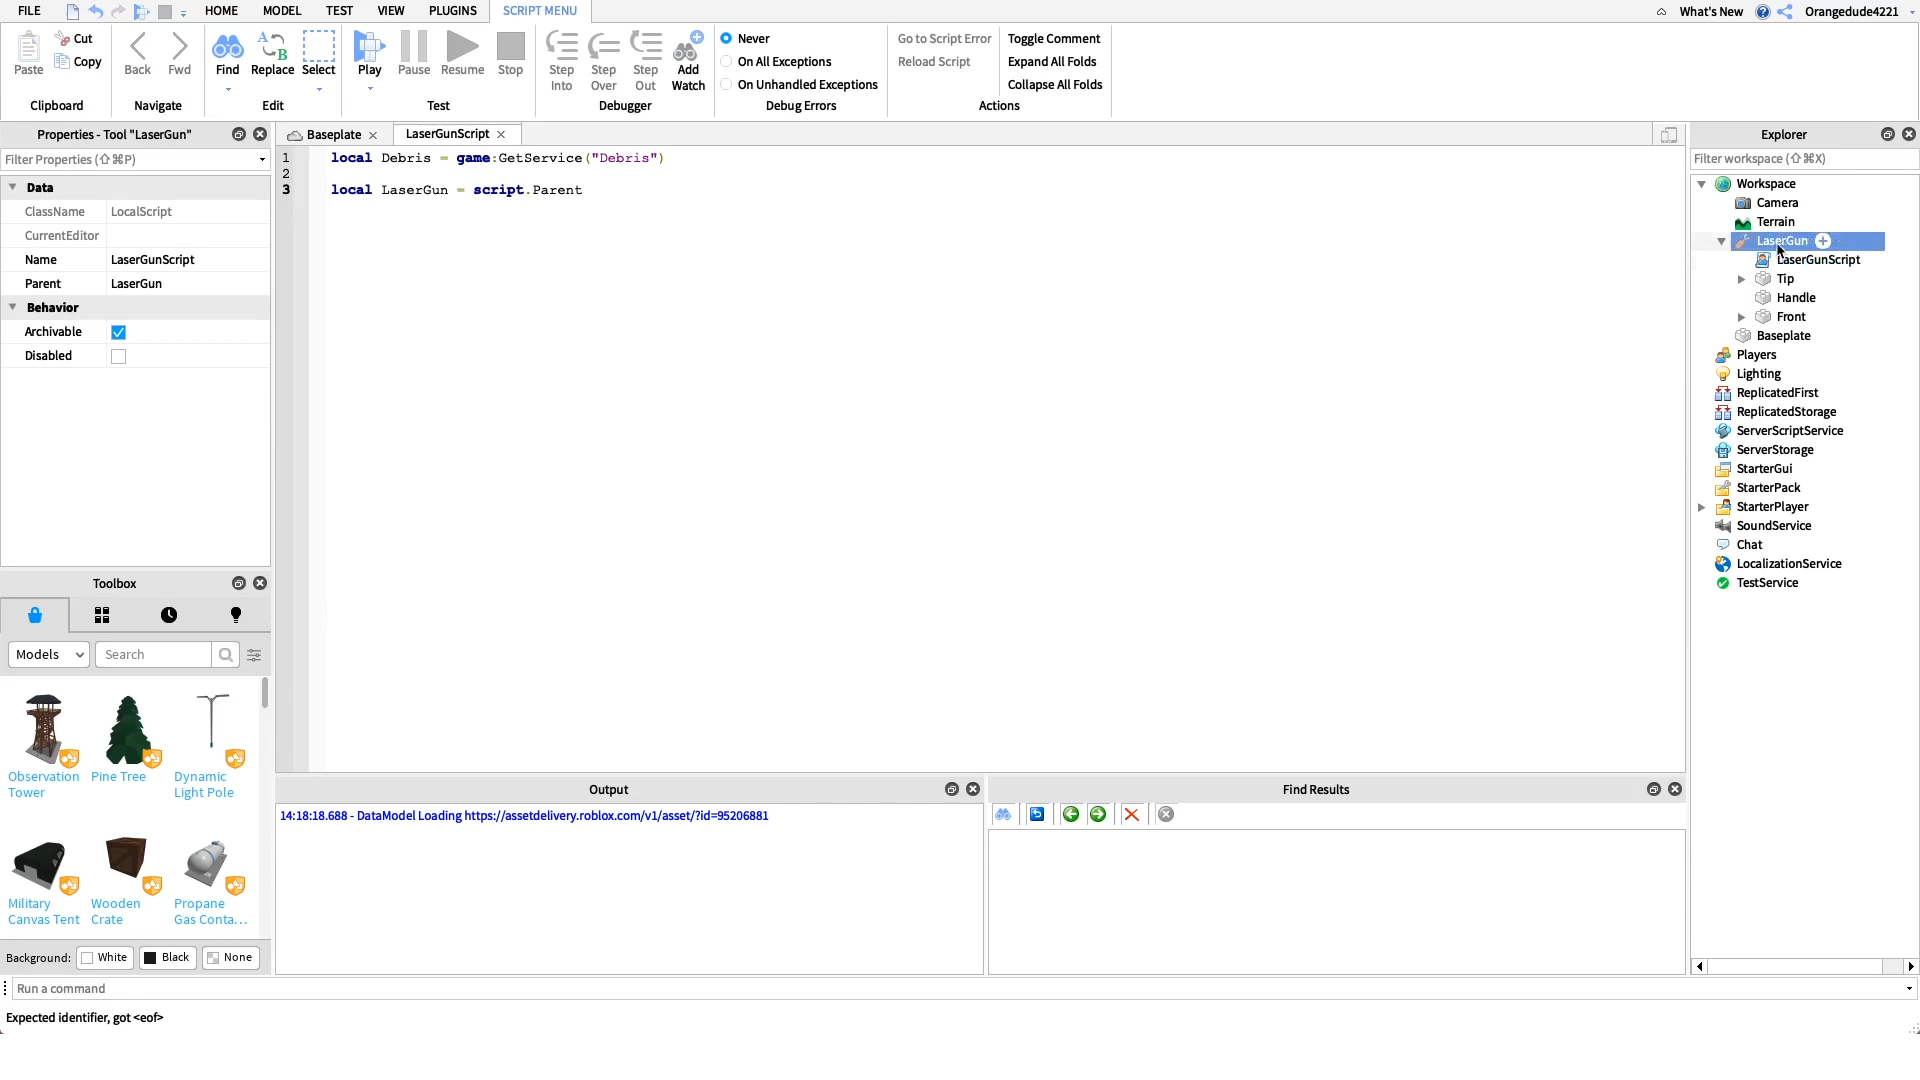 FILE HOME MODEL TEST VIEW PLUGINS SCRIPT MENU What's New Orangedude4221
Paste Cut Copy
Clipboard
Back Fwd
Navigate
Find Replace Select
Edit
Play Pause Resume Stop
Test
Step Into Step Over Step Out Add Watch
Debugger
Never
On All Exceptions
On Unhandled Exceptions
Debug Errors
Go to Script Error
Reload Script
Toggle Comment
Expand All Folds
Collapse All Folds
Actions
Properties - Tool "LaserGun"
Filter Properties (⇧⌘P)
Data
ClassName LocalScript
CurrentEditor
Name LaserGunScript
Parent LaserGun
Behavior
Archivable
Disabled
Toolbox
Models Search
Observation Tower
Pine Tree
Dynamic Light Pole
Military Canvas Tent
Wooden Crate
Propane Gas Conta...
Background: White Black None
Baseplate LaserGunScript
1 local Debris = game:GetService("Debris")
2
3 local LaserGun = script.Parent
Output
14:18:18.688 - DataModel Loading https://assetdelivery.roblox.com/v1/asset/?id=95206881
Find Results
Explorer
Filter workspace (⇧⌘X)
Workspace
Camera
Terrain
LaserGun
LaserGunScript
Tip
Handle
Front
Baseplate
Players
Lighting
ReplicatedFirst
ReplicatedStorage
ServerScriptService
ServerStorage
StarterGui
StarterPack
StarterPlayer
SoundService
Chat
LocalizationService
TestService
Run a command
Expected identifier, got <eof>